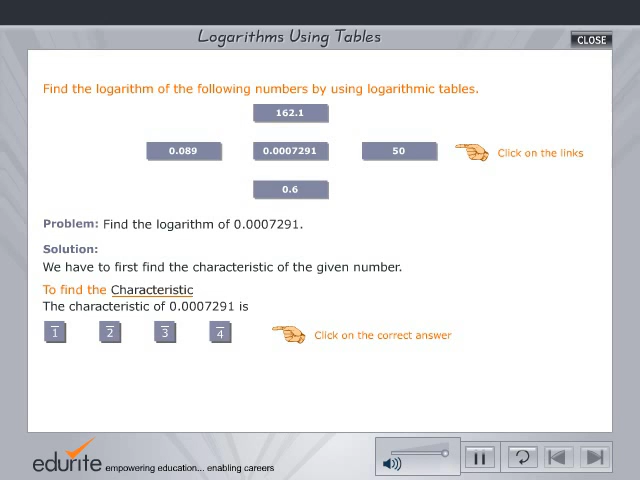 Logarithms Using Tables
CLOSE
Find the logarithm of the following numbers by using logarithmic tables.
162.1
0.089 0.0007291 50 Click on the links
0.6
Problem: Find the logarithm of 0.0007291.
Solution:
We have to first find the characteristic of the given number.
To find the Characteristic
The characteristic of 0.0007291 is
1̅ 2̅ 3̅ 4̅ Click on the correct answer
edurite empowering education... enabling careers